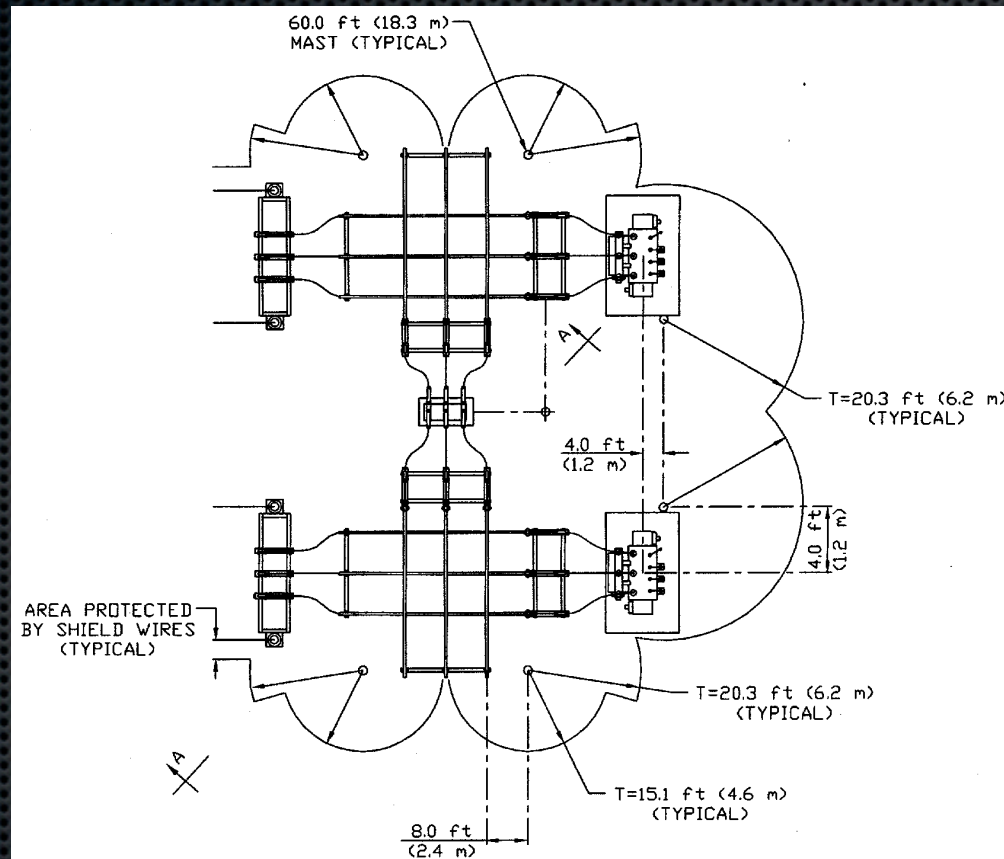 60.0 ft (18.3 m)
MAST (TYPICAL)
A
T=20.3 ft (6.2 m)
(TYPICAL)
4.0 ft
(1.2 m)
4.0 ft
(1.2 m)
AREA PROTECTED
BY SHIELD WIRES
(TYPICAL)
T=20.3 ft (6.2 m)
(TYPICAL)
A
T=15.1 ft (4.6 m)
(TYPICAL)
8.0 ft
(2.4 m)